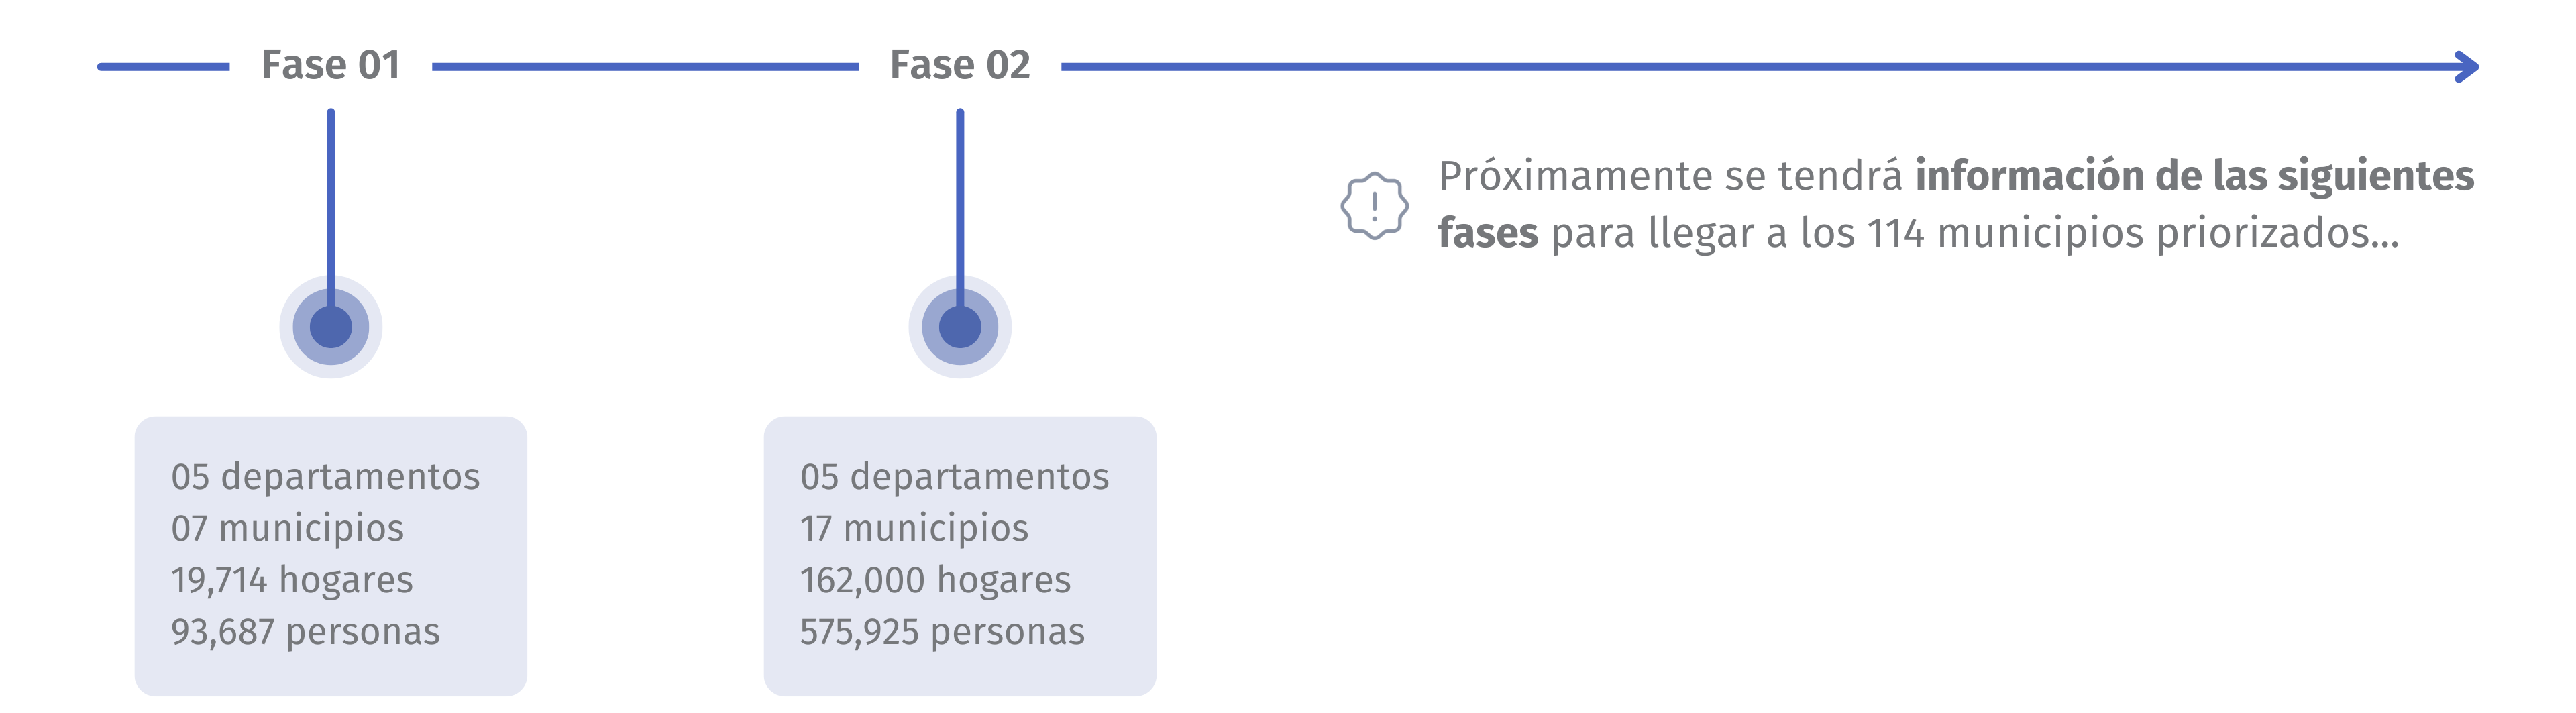 Fase 01
Fase 02
Próximamente se tendrá información de las siguientes
fases para llegar a los 114 municipios priorizados...
05 departamentos
07 municipios
19,714 hogares
93,687 personas
05 departamentos
17 municipios
162,000 hogares
575,925 personas